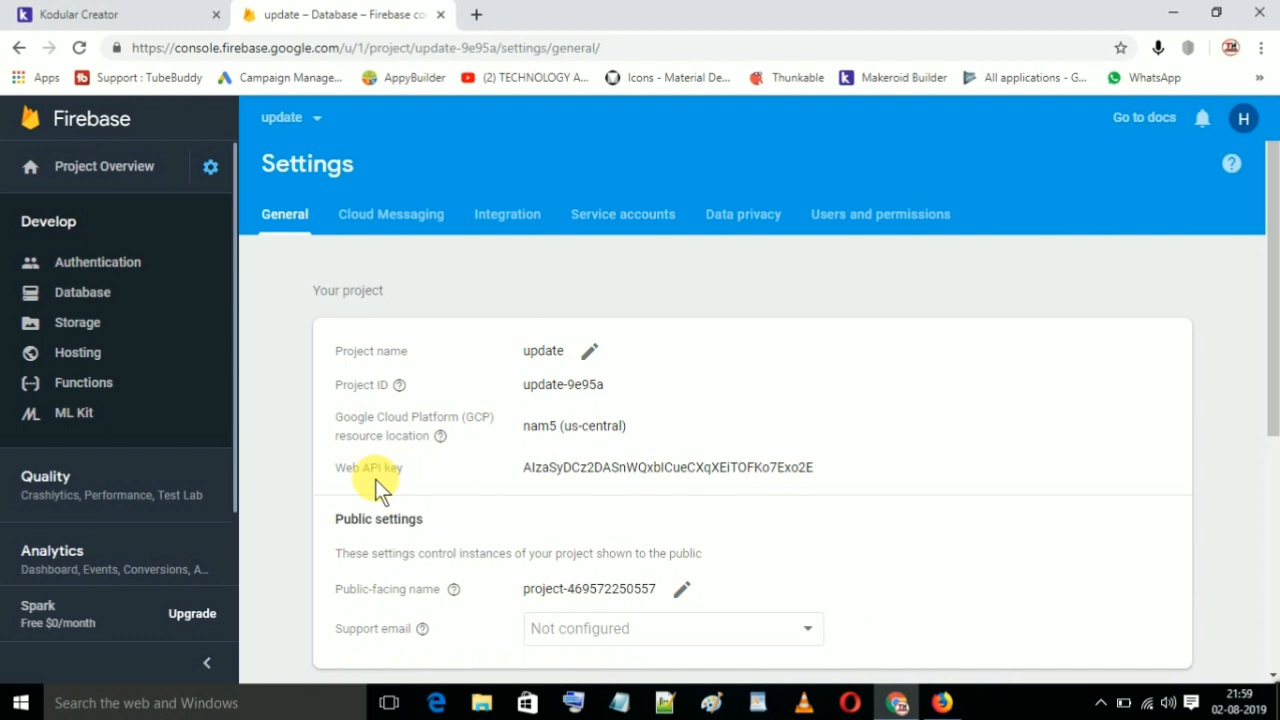 Kodular Creator
update – Database – Firebase co
https://console.firebase.google.com/u/1/project/update-9e95a/settings/general/
Apps
Support : TubeBuddy
Campaign Manage...
AppyBuilder
(2) TECHNOLOGY A...
Icons - Material De...
Thunkable
Makeroid Builder
All applications - G...
WhatsApp
»
Firebase
update
Go to docs
H
Project Overview
Settings
General
Cloud Messaging
Integration
Service accounts
Data privacy
Users and permissions
Develop
Authentication
Database
Storage
Hosting
Functions
ML Kit
Quality
Crashlytics, Performance, Test Lab
Analytics
Dashboard, Events, Conversions, A...
Spark
Free $0/month
Upgrade
Your project
Project name
update
Project ID
update-9e95a
Google Cloud Platform (GCP)
resource location
nam5 (us-central)
Web API key
AIzaSyDCz2DASnWQxbICueCXqXEiTOFKo7Exo2E
Public settings
These settings control instances of your project shown to the public
Public-facing name
project-469572250557
Support email
Not configured
Search the web and Windows
21:59
02-08-2019